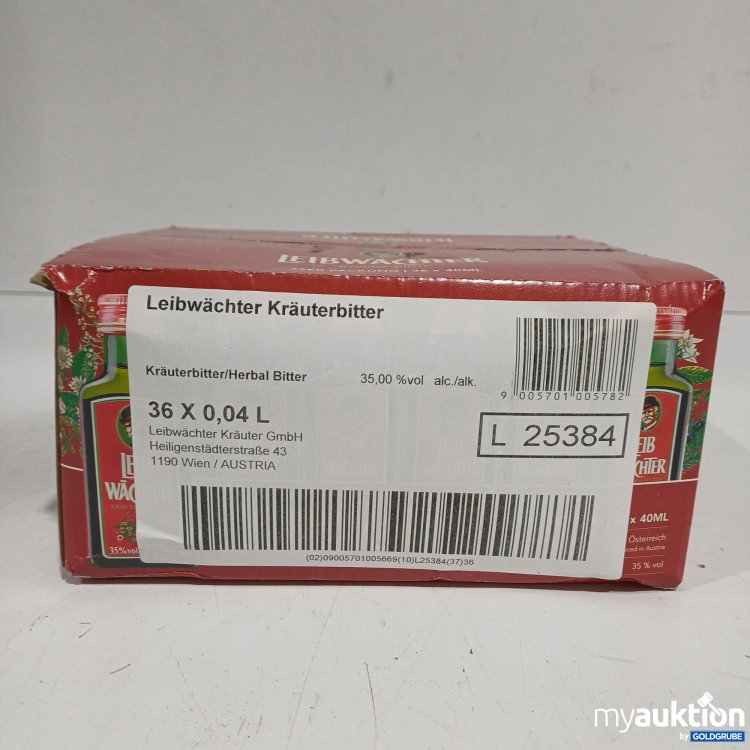 LEIBWÄCHTER
Leibwächter Kräuterbitter
Kräuterbitter/Herbal Bitter 35,00 %vol alc./alk.
9 005701 005782
36 X 0,04 L
Leibwächter Kräuter GmbH
Heiligenstädterstraße 43
1190 Wien / AUSTRIA
L 25384
(02)09005701005669(10)L25384(37)36
LEIB
WÄCHTER
35%vol
x 40ML
Österreich
in Austria
35 % vol
myauktion
by GOLDGRUBE